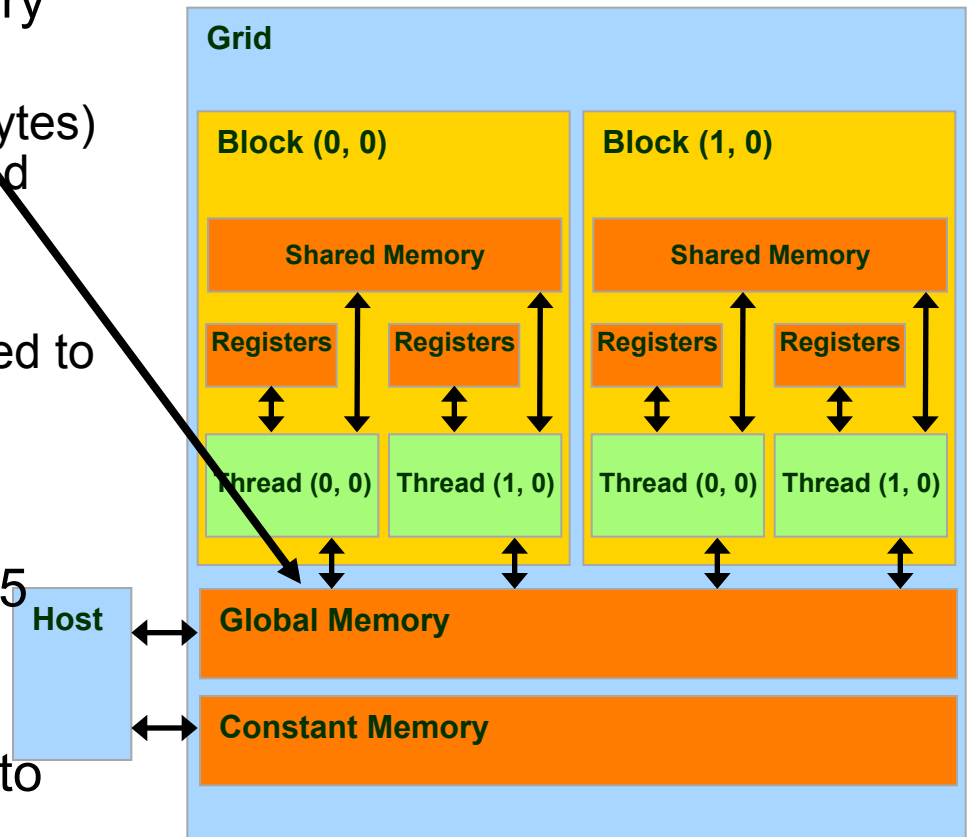 ry
ytes)
d
ed to
5
to
Grid
Block (0, 0)
Block (1, 0)
Shared Memory
Shared Memory
Registers
Registers
Registers
Registers
Thread (0, 0)
Thread (1, 0)
Thread (0, 0)
Thread (1, 0)
Host
Global Memory
Constant Memory